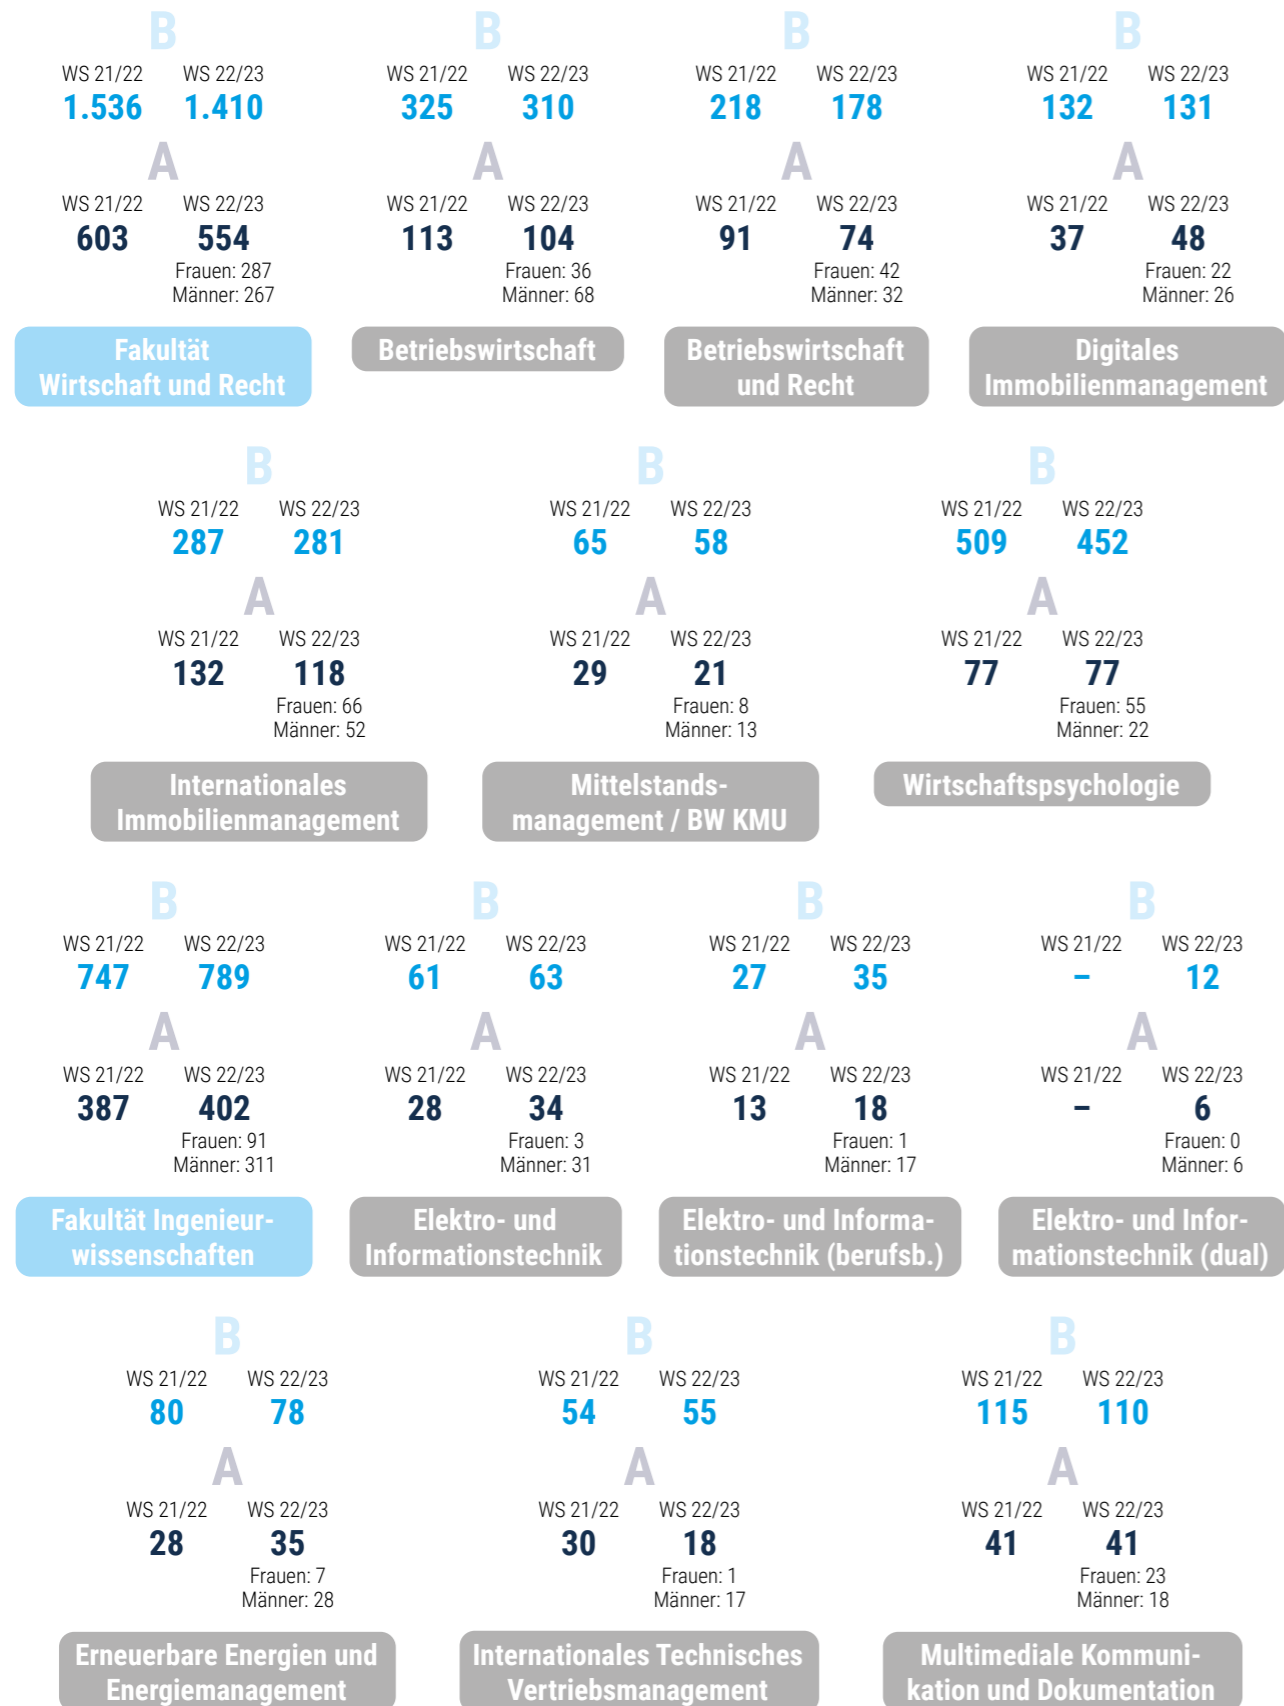 B
WS 21/22 WS 22/23
1.536 1.410
A
WS 21/22 WS 22/23
603 554
Frauen: 287
Männer: 267
Fakultät
Wirtschaft und Recht
B
WS 21/22 WS 22/23
325 310
A
WS 21/22 WS 22/23
113 104
Frauen: 36
Männer: 68
Betriebswirtschaft
B
WS 21/22 WS 22/23
218 178
A
WS 21/22 WS 22/23
91 74
Frauen: 42
Männer: 32
Betriebswirtschaft
und Recht
B
WS 21/22 WS 22/23
132 131
A
WS 21/22 WS 22/23
37 48
Frauen: 22
Männer: 26
Digitales
Immobilienmanagement
B
WS 21/22 WS 22/23
287 281
A
WS 21/22 WS 22/23
132 118
Frauen: 66
Männer: 52
Internationales
Immobilienmanagement
B
WS 21/22 WS 22/23
65 58
A
WS 21/22 WS 22/23
29 21
Frauen: 8
Männer: 13
Mittelstands-
management / BW KMU
B
WS 21/22 WS 22/23
509 452
A
WS 21/22 WS 22/23
77 77
Frauen: 55
Männer: 22
Wirtschaftspsychologie
B
WS 21/22 WS 22/23
747 789
A
WS 21/22 WS 22/23
387 402
Frauen: 91
Männer: 311
Fakultät Ingenieur-
wissenschaften
B
WS 21/22 WS 22/23
61 63
A
WS 21/22 WS 22/23
28 34
Frauen: 3
Männer: 31
Elektro- und
Informationstechnik
B
WS 21/22 WS 22/23
27 35
A
WS 21/22 WS 22/23
13 18
Frauen: 1
Männer: 17
Elektro- und Informa-
tionstechnik (berufsb.)
B
WS 21/22 WS 22/23
– 12
A
WS 21/22 WS 22/23
– 6
Frauen: 0
Männer: 6
Elektro- und Infor-
mationstechnik (dual)
B
WS 21/22 WS 22/23
80 78
A
WS 21/22 WS 22/23
28 35
Frauen: 7
Männer: 28
Erneuerbare Energien und
Energiemanagement
B
WS 21/22 WS 22/23
54 55
A
WS 21/22 WS 22/23
30 18
Frauen: 1
Männer: 17
Internationales Technisches
Vertriebsmanagement
B
WS 21/22 WS 22/23
115 110
A
WS 21/22 WS 22/23
41 41
Frauen: 23
Männer: 18
Multimediale Kommuni-
kation und Dokumentation